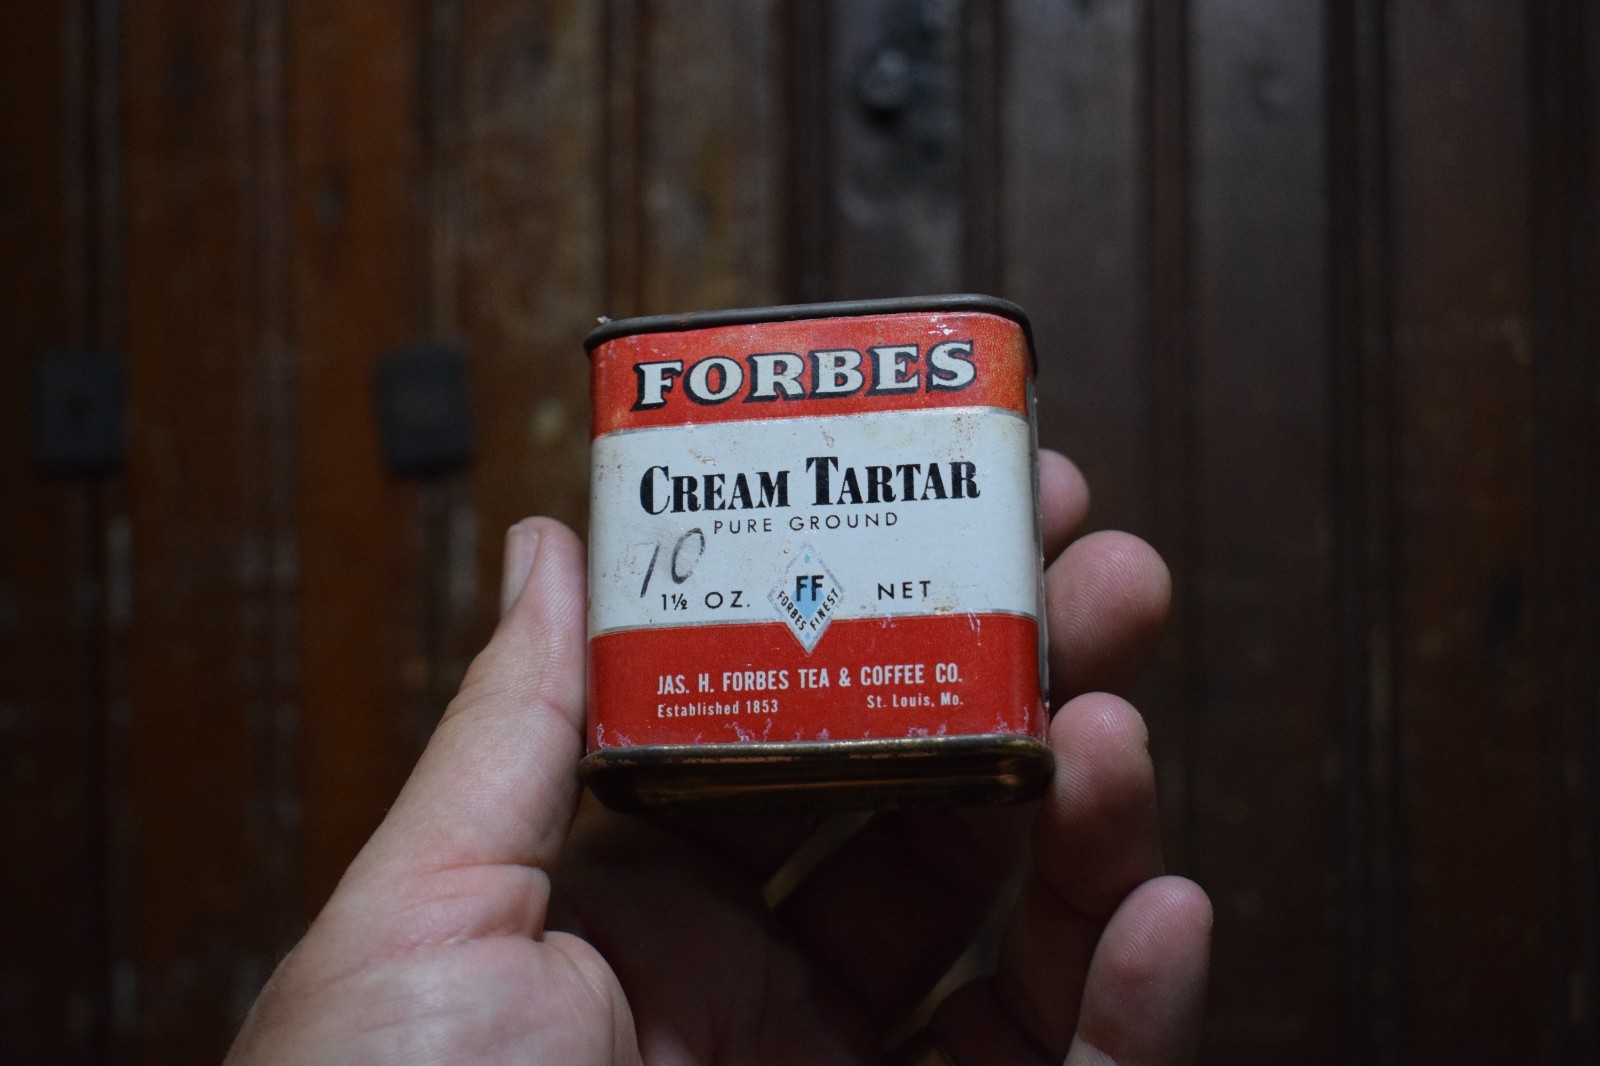 FORBES
CREAM TARTAR
PURE GROUND
70
1½ OZ. NET
FF
FORBES FINEST
JAS. H. FORBES TEA & COFFEE CO.
Established 1853 St. Louis, Mo.